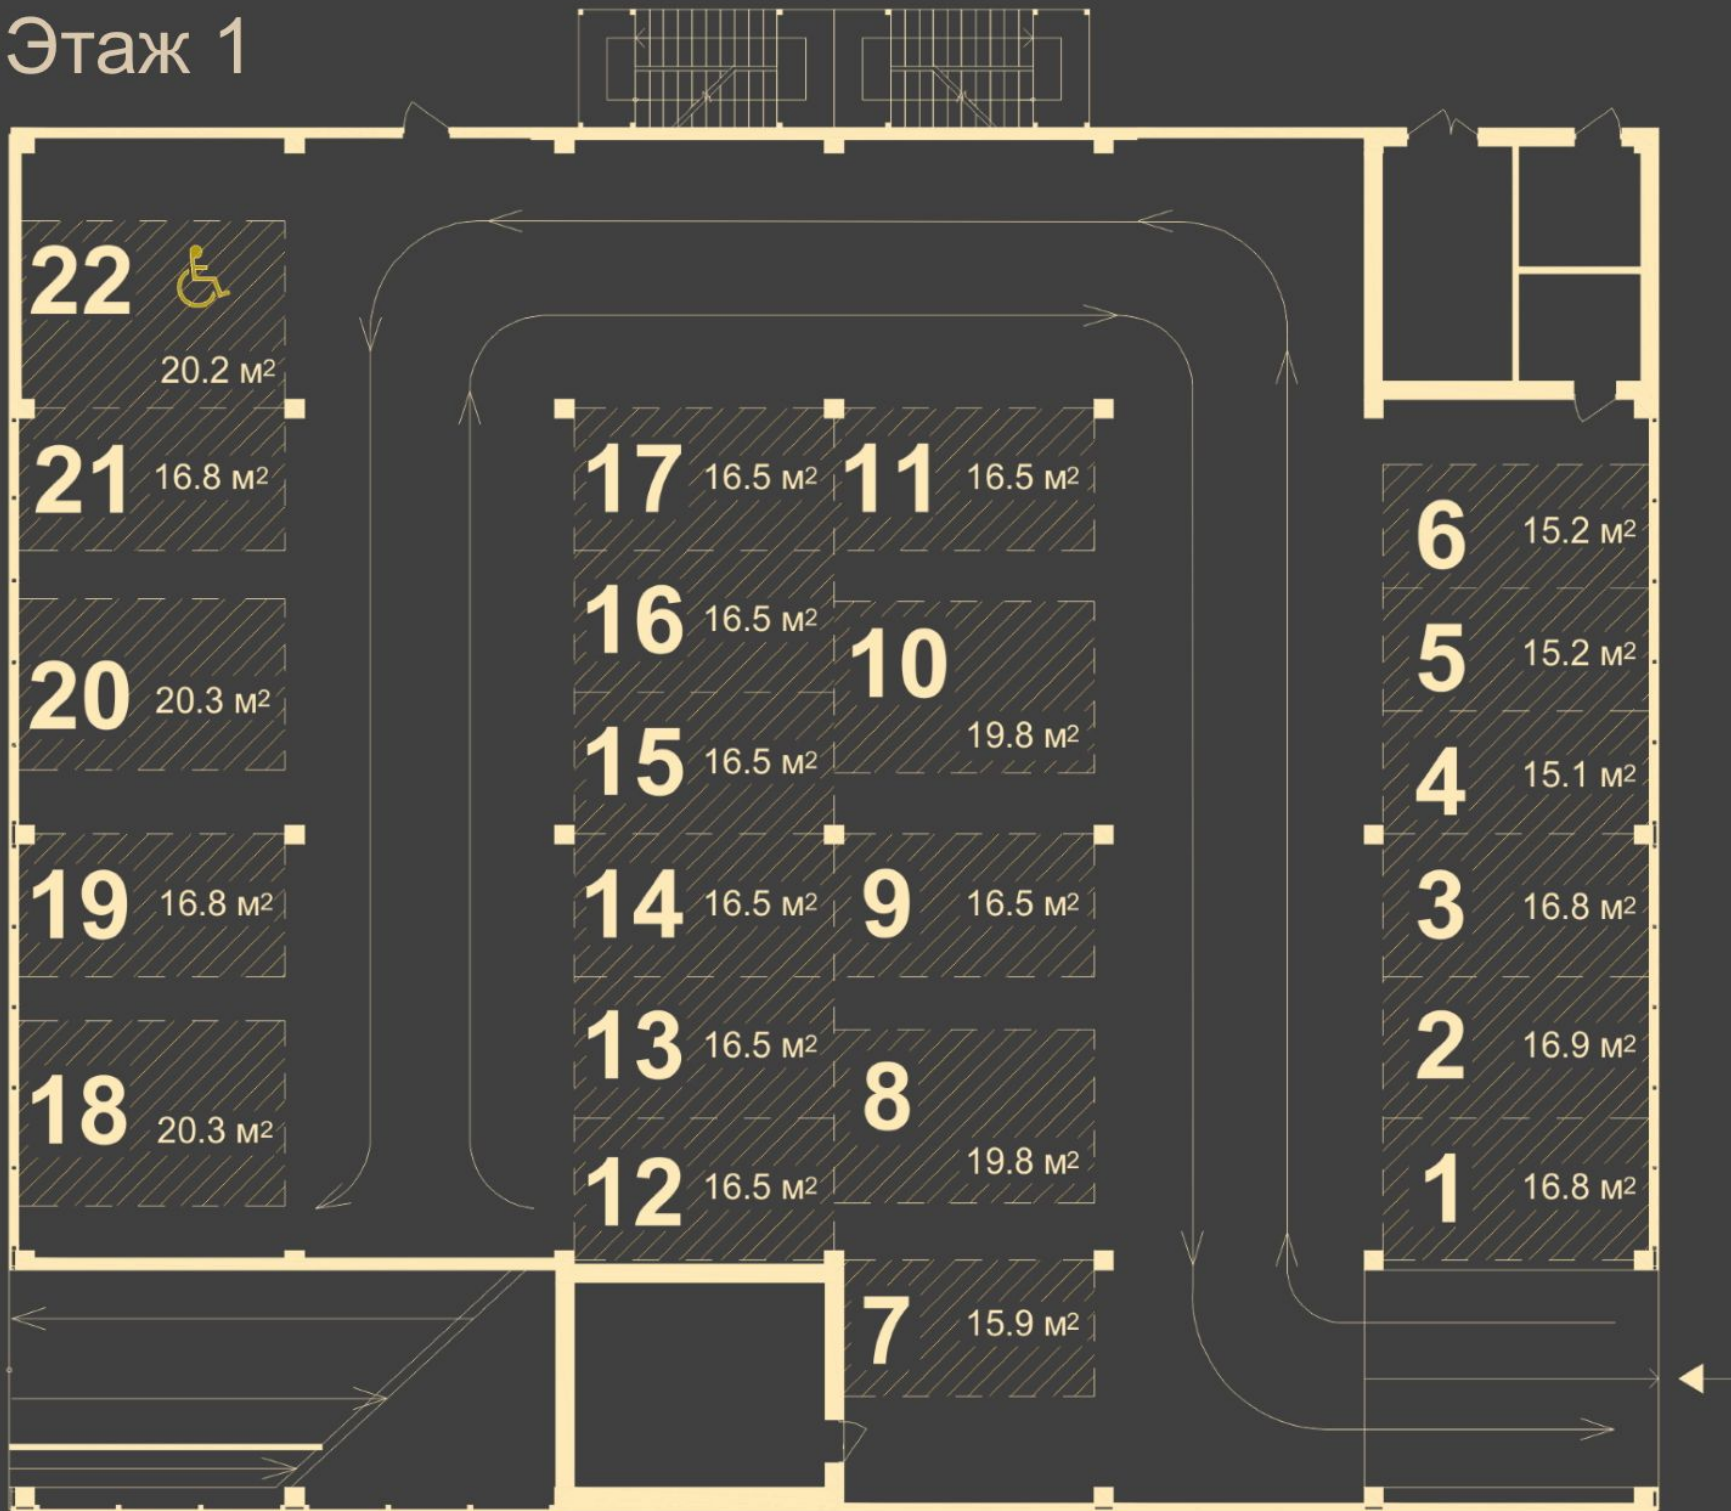 Этаж 1
22
20.2 м²
21 16.8 м²
20 20.3 м²
19 16.8 м²
18 20.3 м²
17 16.5 м²
16 16.5 м²
15 16.5 м²
14 16.5 м²
13 16.5 м²
12 16.5 м²
11 16.5 м²
10
19.8 м²
9 16.5 м²
8
19.8 м²
7 15.9 м²
6 15.2 м²
5 15.2 м²
4 15.1 м²
3 16.8 м²
2 16.9 м²
1 16.8 м²